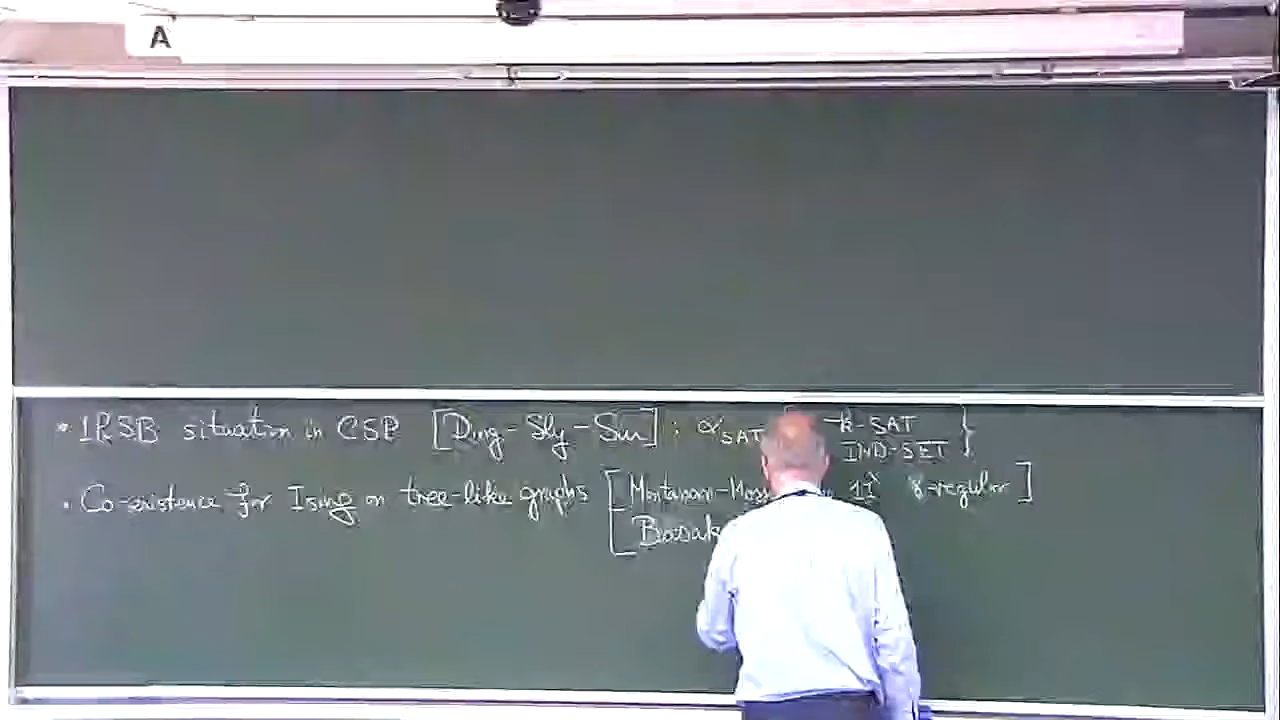 A
• 1RSB situation in CSP [Ding-Sly-Sun] : α_SAT -k-SAT }
IND-SET
• Co-existence for Ising on tree-like graphs [Montanari-Moss 11 γ-regular]
[Basak